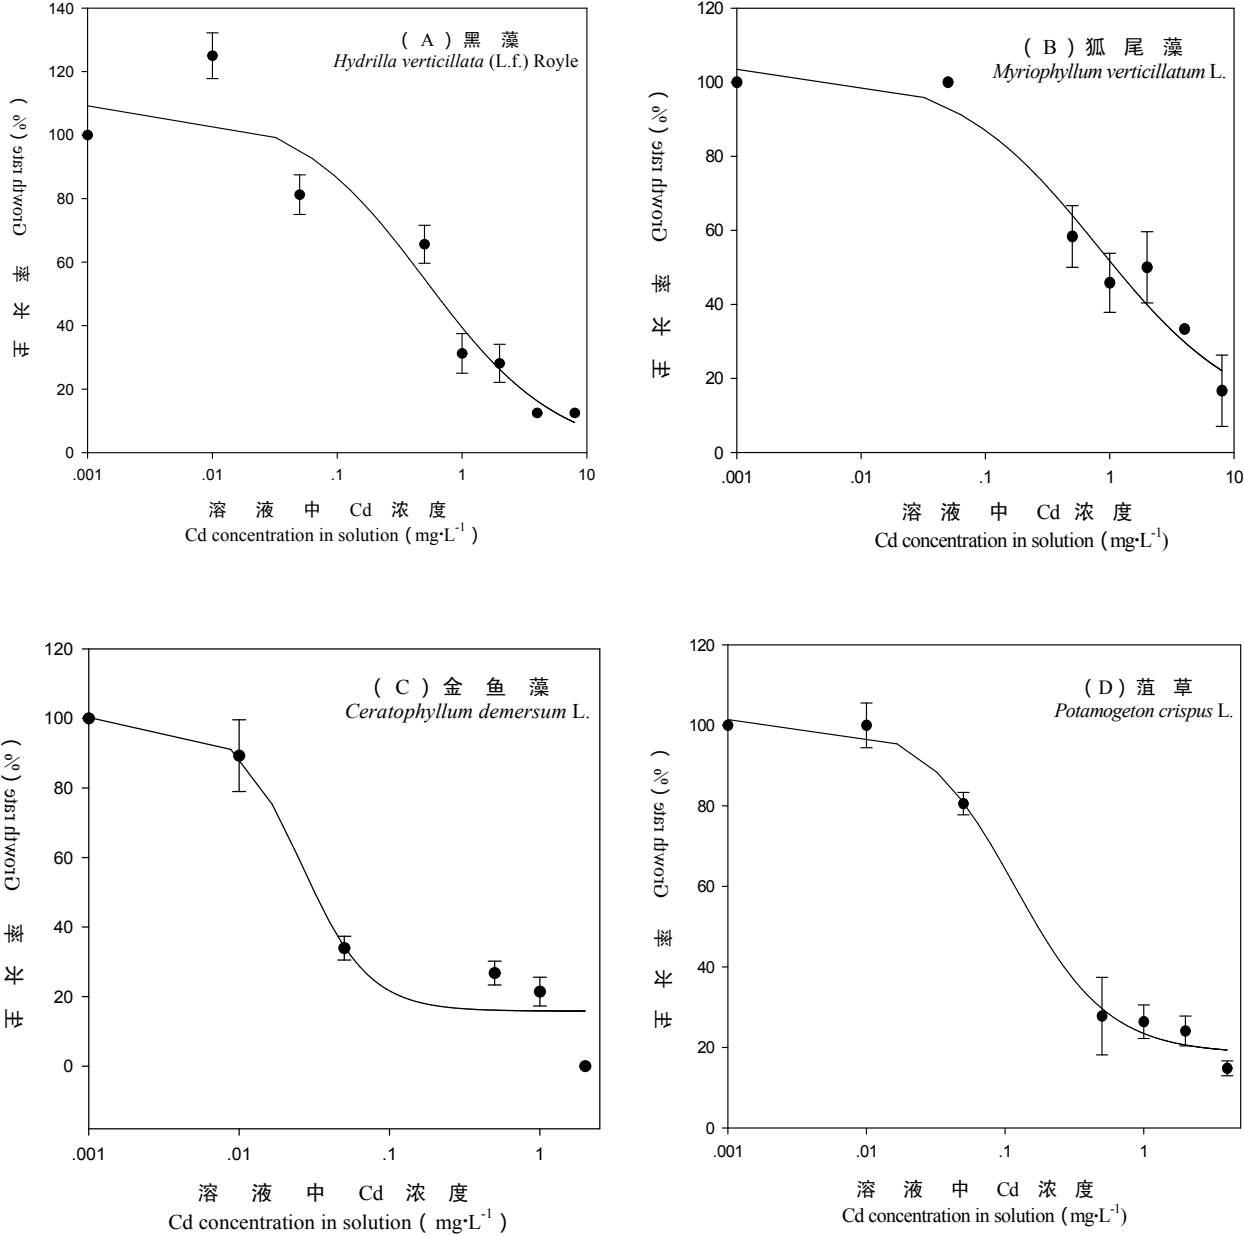 ( A ) 黑 藻
Hydrilla verticillata (L.f.) Royle
140
120
100
80
60
40
20
0
生 长 率 Growth rate ( % )
.001 .01 .1 1 10
溶 液 中 Cd 浓 度
Cd concentration in solution ( mg·L-1 )
( B ) 狐 尾 藻
Myriophyllum verticillatum L.
120
100
80
60
40
20
0
生 长 率 Growth rate ( % )
.001 .01 .1 1 10
溶 液 中 Cd 浓 度
Cd concentration in solution ( mg·L-1)
( C ) 金 鱼 藻
Ceratophyllum demersum L.
120
100
80
60
40
20
0
生 长 率 Growth rate ( % )
.001 .01 .1 1
溶 液 中 Cd 浓 度
Cd concentration in solution ( mg·L-1 )
( D ) 菹 草
Potamogeton crispus L.
120
100
80
60
40
20
0
生 长 率 Growth rate ( % )
.001 .01 .1 1
溶 液 中 Cd 浓 度
Cd concentration in solution ( mg·L-1)